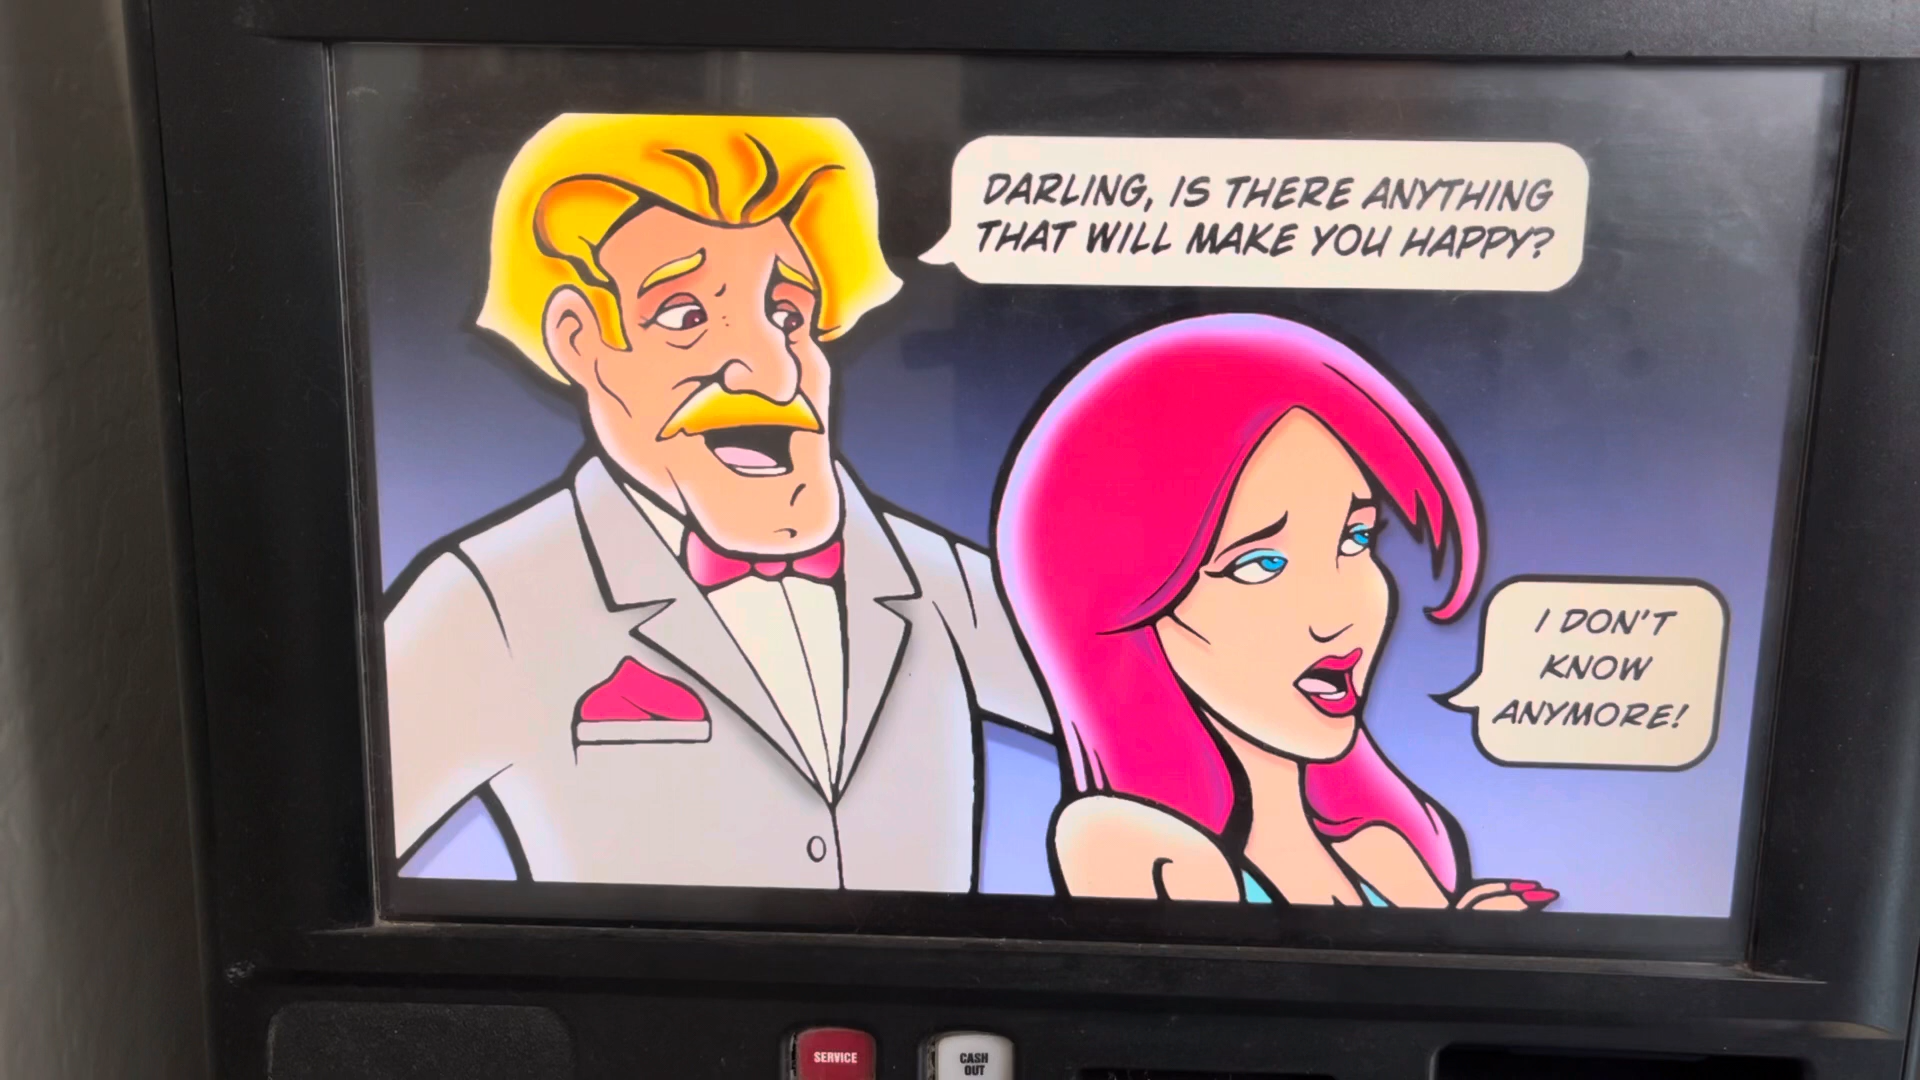 DARLING, IS THERE ANYTHING
THAT WILL MAKE YOU HAPPY?
I DON'T
KNOW
ANYMORE!
SERVICE
CASH
OUT